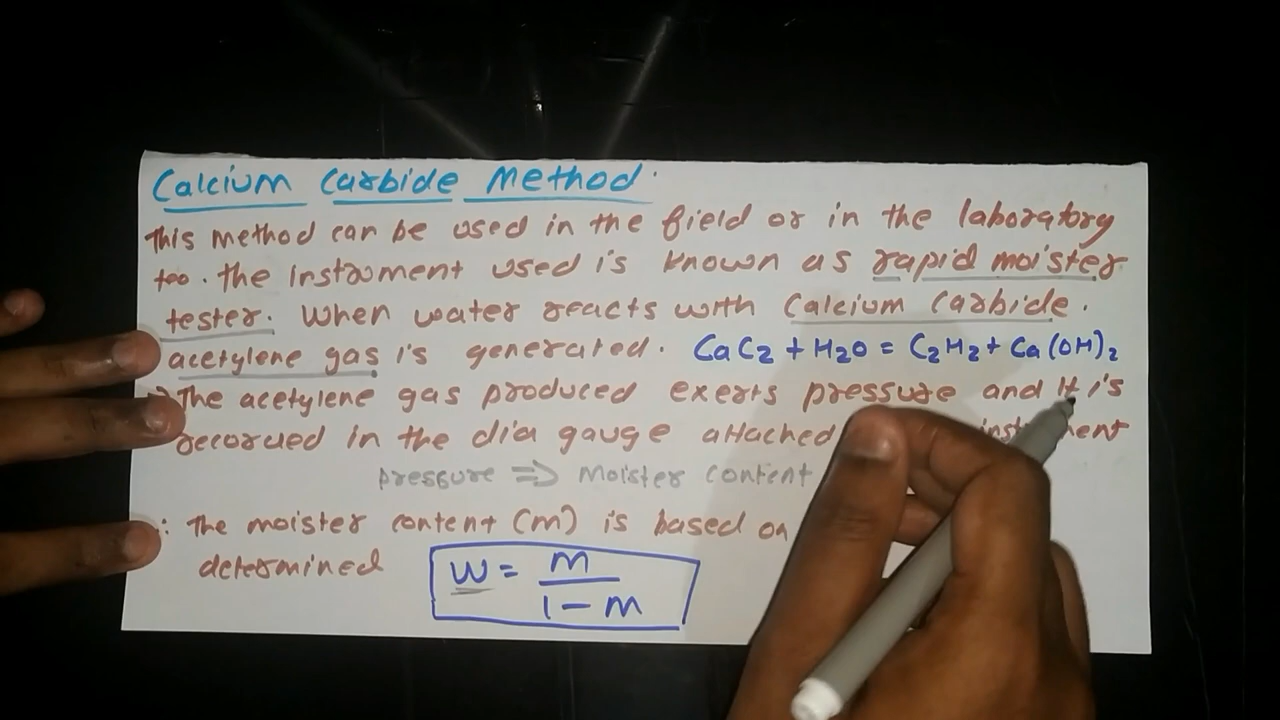 Calcium Carbide Method.
This method can be used in the field or in the laboratory
too. the instrument used is known as rapid moister
tester. When water reacts with Calcium Carbide.
acetylene gas is generated. CaC2 + H2O = C2H2 + Ca(OH)2
The acetylene gas produced exerts pressure and it is
recorded in the dia gauge attached
pressure ⇒ Moister content
∴ the moister content (m) is based on
determined w = m / 1 - m